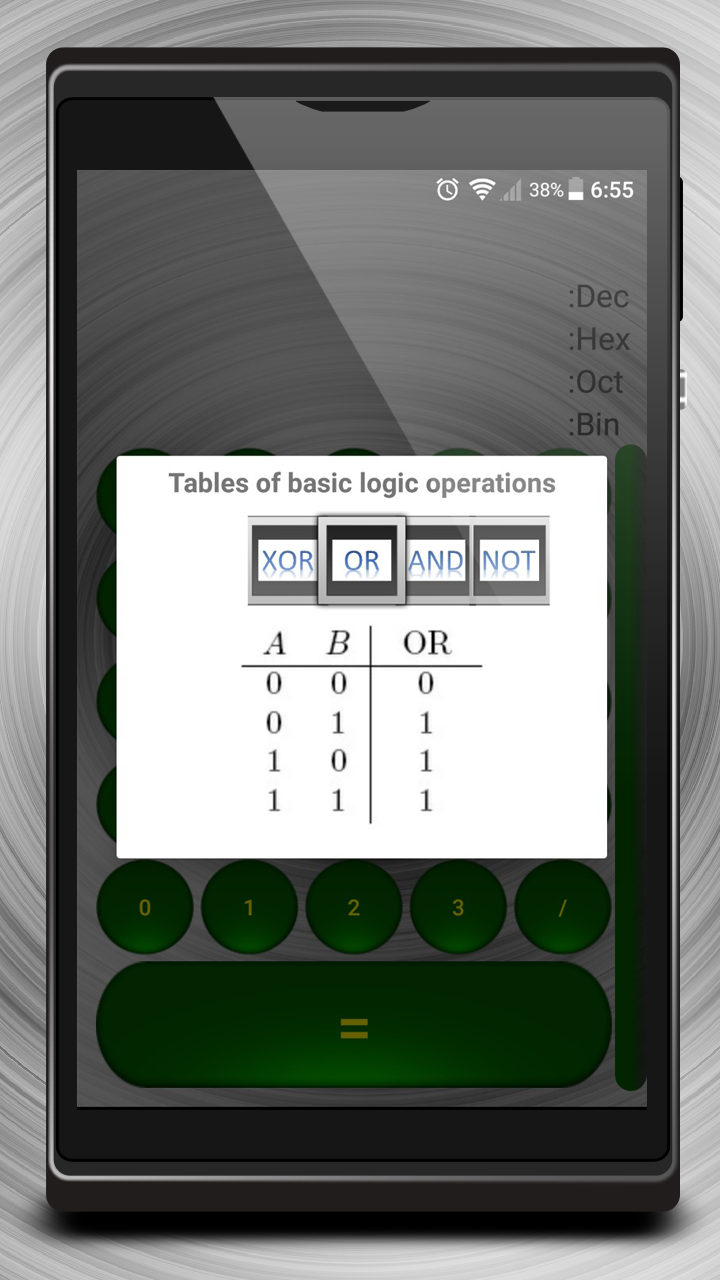 38% 6:55
:Dec
:Hex
:Oct
:Bin
Tables of basic logic operations
XOR OR AND NOT
A B OR
0 0 0
0 1 1
1 0 1
1 1 1
0 1 2 3 /
=